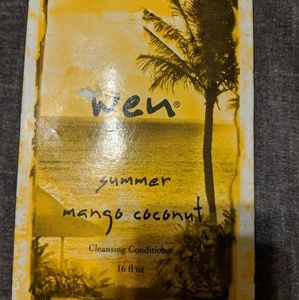 wen®
summer
mango coconut
Cleansing Conditioner
16 fl oz